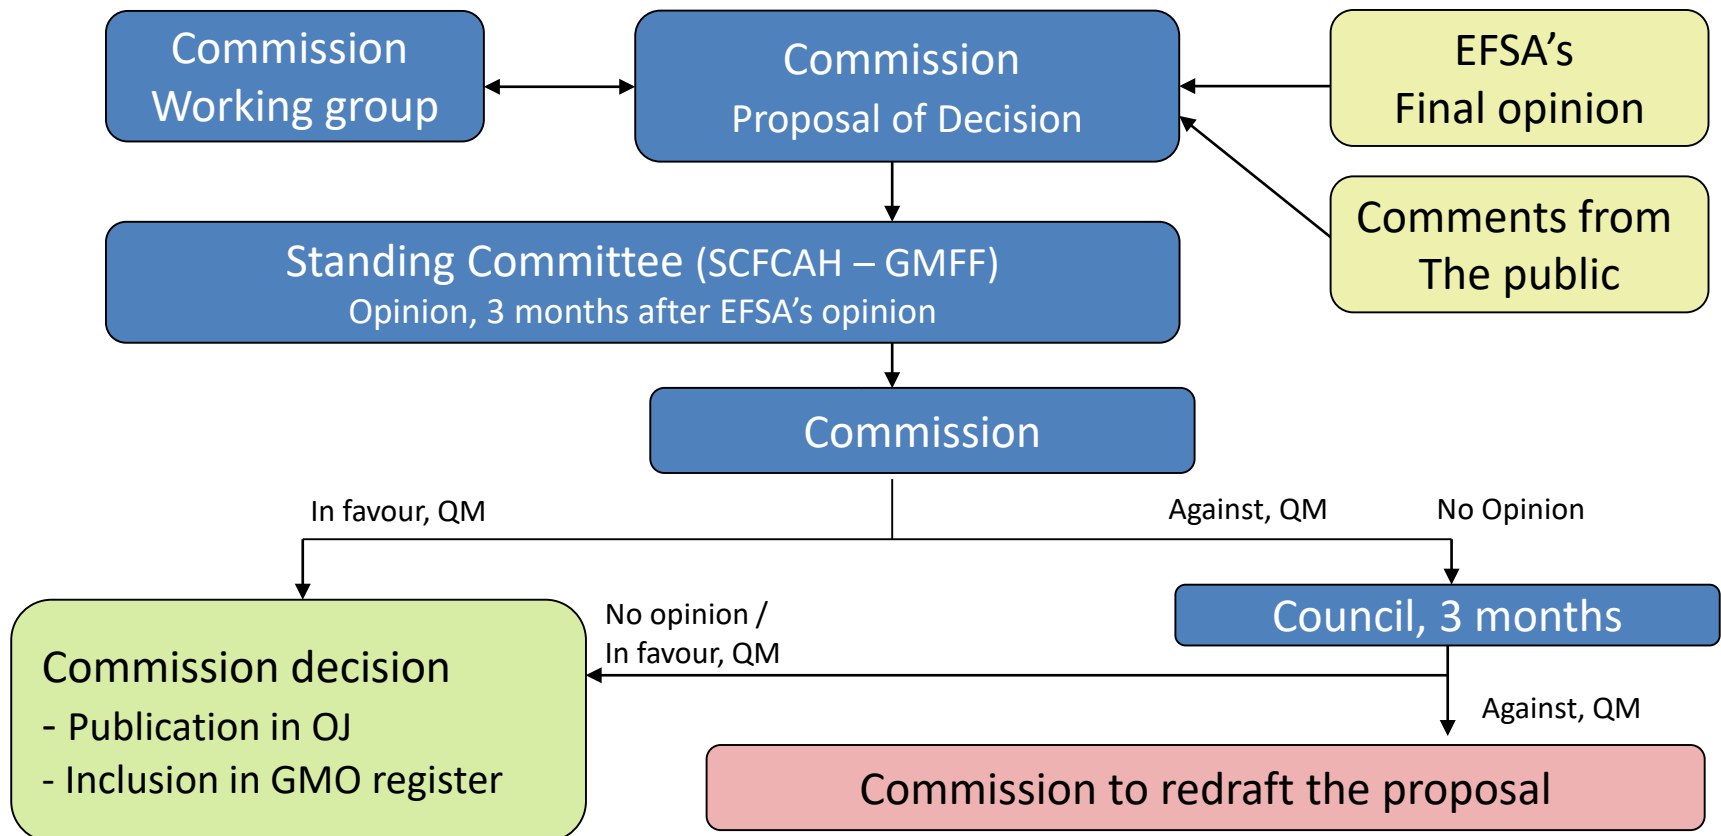 Commission
Working group
Commission
Proposal of Decision
EFSA’s
Final opinion
Comments from
The public
Standing Committee (SCFCAH – GMFF)
Opinion, 3 months after EFSA’s opinion
Commission
In favour, QM
Against, QM
No Opinion
Council, 3 months
No opinion /
In favour, QM
Commission decision
- Publication in OJ
- Inclusion in GMO register
Against, QM
Commission to redraft the proposal